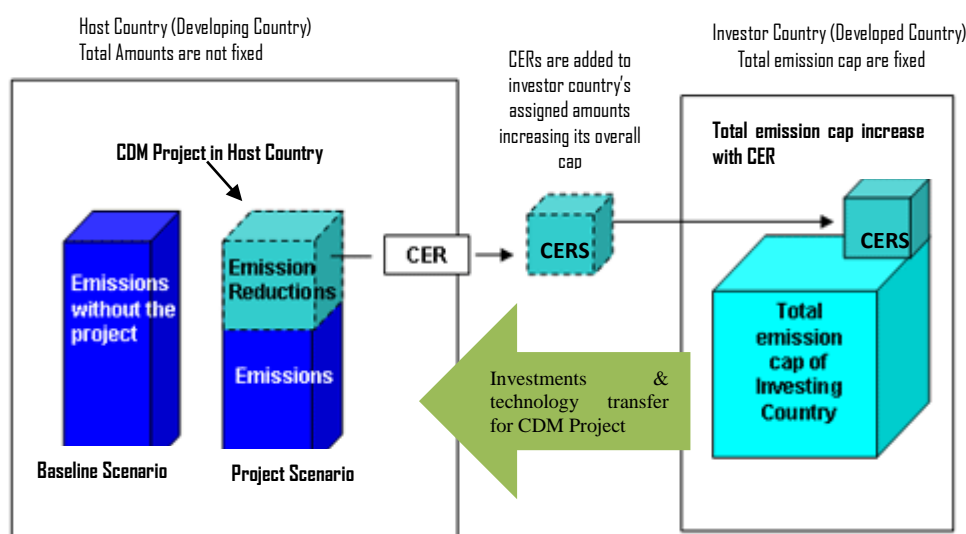 Host Country (Developing Country)
Total Amounts are not fixed
CERs are added to
investor country's
assigned amounts
increasing its overall
cap
Investor Country (Developed Country)
Total emission cap are fixed
CDM Project in Host Country
Total emission cap increase
with CER
Emissions
without the
project
Emission
Reductions
Emissions
CER
CERS
CERS
Total
emission
cap of
Investing
Country
Investments &
technology transfer
for CDM Project
Baseline Scenario
Project Scenario